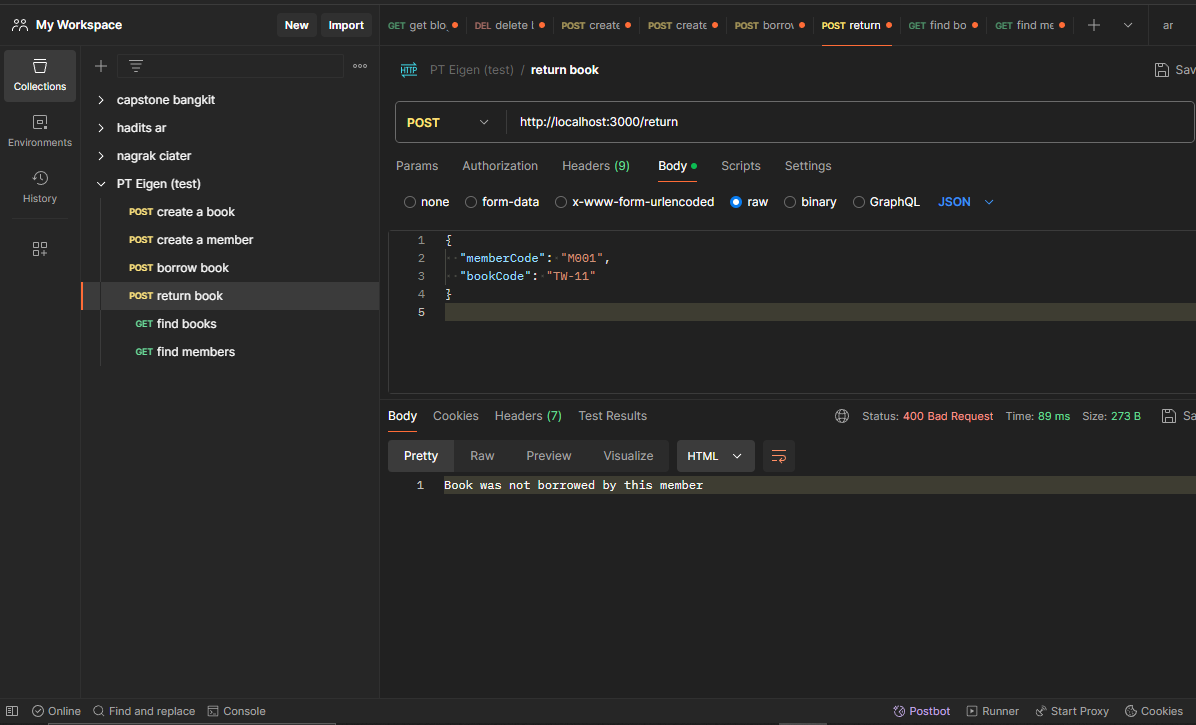 My Workspace
New Import
GET get blo DEL delete POST create POST create POST borrov POST return GET find bo GET find me ar
Collections
Environments
History
capstone bangkit
hadits ar
nagrak ciater
PT Eigen (test)
POST create a book
POST create a member
POST borrow book
POST return book
GET find books
GET find members
HTTP PT Eigen (test) / return book
Sav
POST http://localhost:3000/return
Params Authorization Headers (9) Body Scripts Settings
none form-data x-www-form-urlencoded raw binary GraphQL JSON
1 {
2 "memberCode": "M001",
3 "bookCode": "TW-11"
4 }
5
Body Cookies Headers (7) Test Results
Status: 400 Bad Request Time: 89 ms Size: 273 B Sa
Pretty Raw Preview Visualize HTML
1 Book was not borrowed by this member
Online Find and replace Console
Postbot Runner Start Proxy Cookies